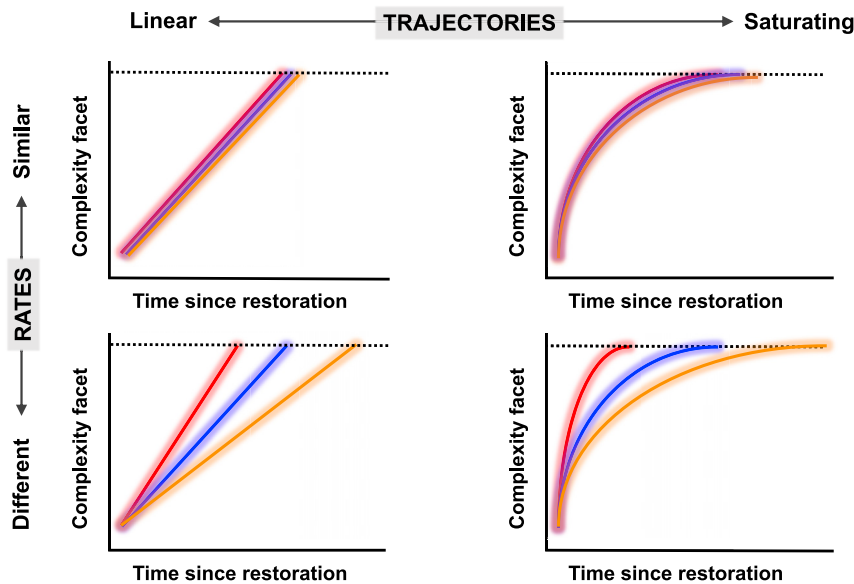 Linear TRAJECTORIES Saturating
Similar
RATES
Different
Complexity facet
Time since restoration
Complexity facet
Time since restoration
Complexity facet
Time since restoration
Complexity facet
Time since restoration